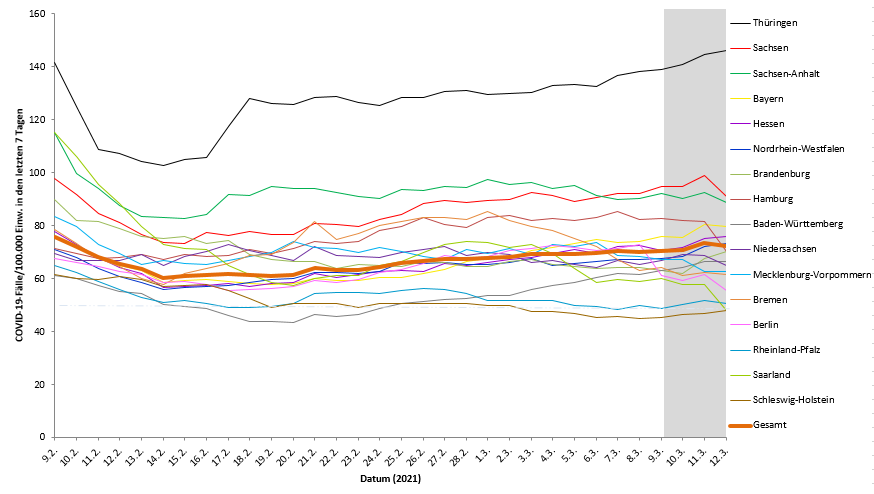 COVID-19-Fälle/100.000 Einw. in den letzten 7 Tagen
160
140
120
100
80
60
40
20
0
9.2. 10.2. 11.2. 12.2. 13.2. 14.2. 15.2. 16.2. 17.2. 18.2. 19.2. 20.2. 21.2. 22.2. 23.2. 24.2. 25.2. 26.2. 27.2. 28.2. 1.3. 2.3. 3.3. 4.3. 5.3. 6.3. 7.3. 8.3. 9.3. 10.3. 11.3. 12.3.
Datum (2021)
Thüringen
Sachsen
Sachsen-Anhalt
Bayern
Hessen
Nordrhein-Westfalen
Brandenburg
Hamburg
Baden-Württemberg
Niedersachsen
Mecklenburg-Vorpommern
Bremen
Berlin
Rheinland-Pfalz
Saarland
Schleswig-Holstein
Gesamt